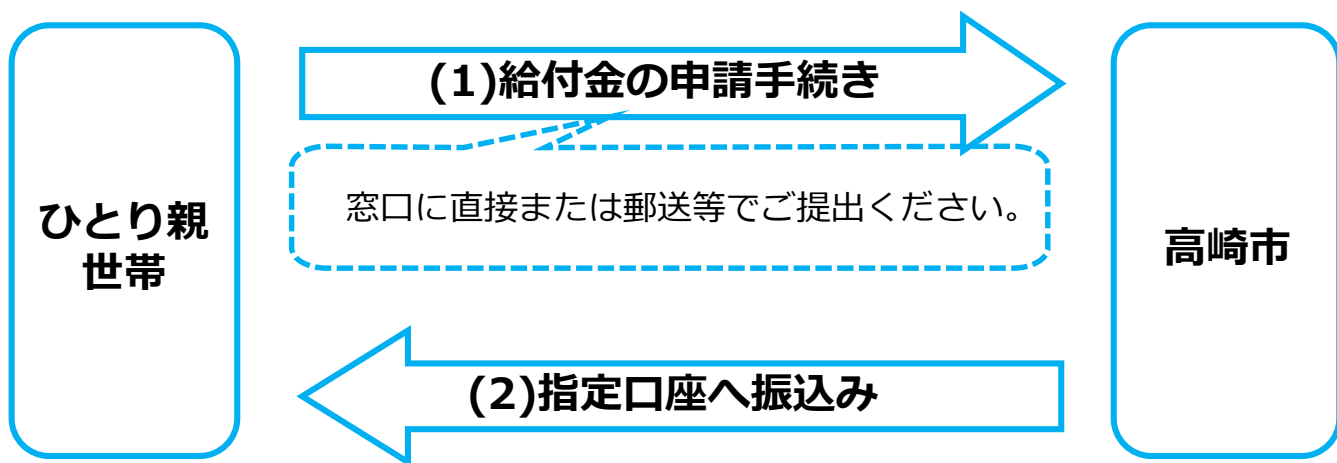 (1)給付金の申請手続き
窓口に直接または郵送等でご提出ください。
ひとり親
世帯
高崎市
(2)指定口座へ振込み